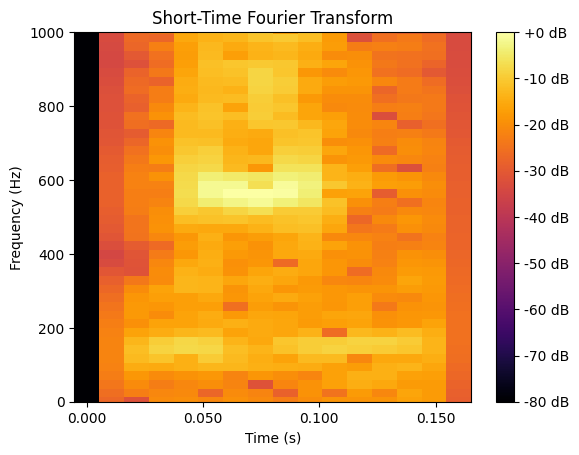 Short-Time Fourier Transform
Frequency (Hz)
1000
800
600
400
200
0
0.000
0.050
0.100
0.150
Time (s)
+0 dB
-10 dB
-20 dB
-30 dB
-40 dB
-50 dB
-60 dB
-70 dB
-80 dB